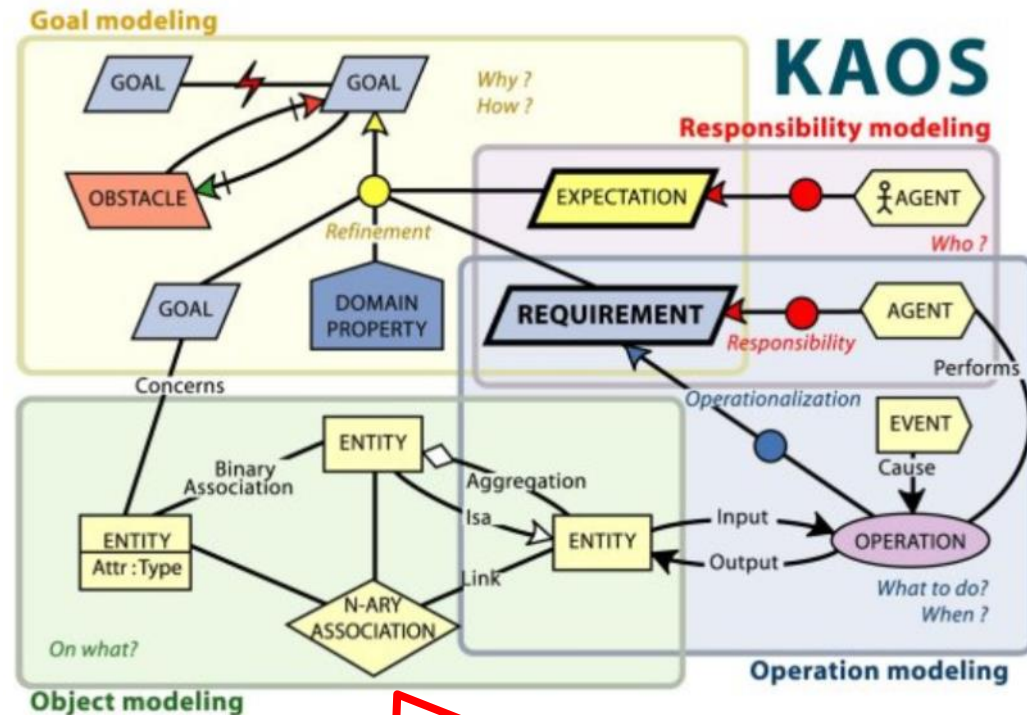 Goal modeling
KAOS
GOAL
GOAL
Why ?
How ?
Responsibility modeling
OBSTACLE
EXPECTATION
AGENT
Refinement
Who ?
GOAL
DOMAIN
PROPERTY
REQUIREMENT
AGENT
Responsibility
Performs
Concerns
Operationalization
EVENT
Cause
ENTITY
Binary
Association
Aggregation
Isa
Input
ENTITY
Attr : Type
ENTITY
OPERATION
Output
Link
N-ARY
ASSOCIATION
What to do?
When ?
On what?
Operation modeling
Object modeling